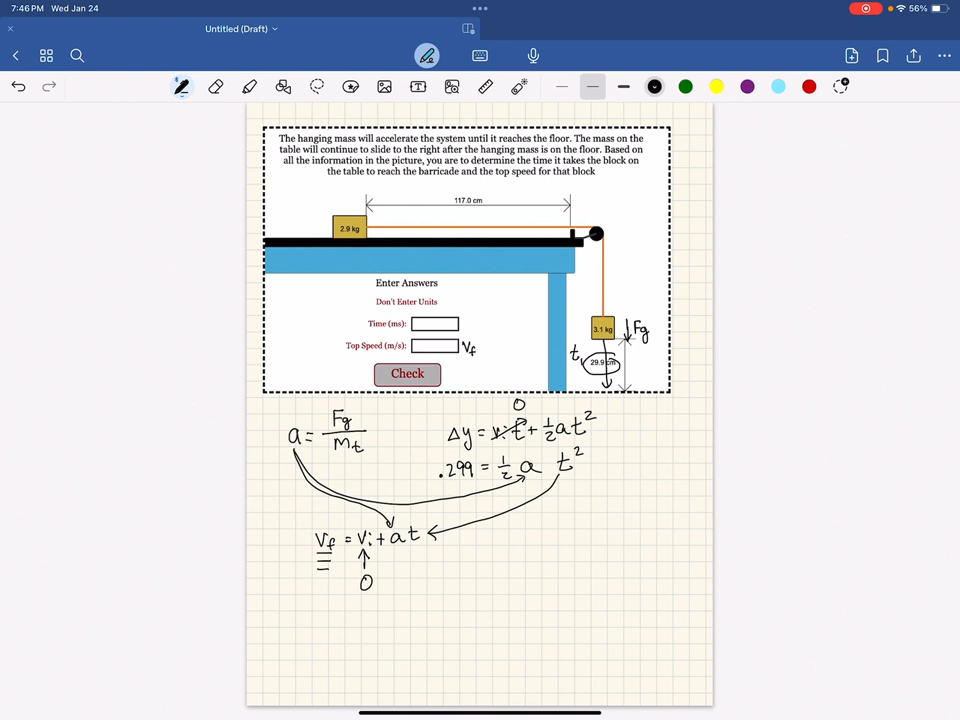 7:46 PM Wed Jan 24
56%
Untitled (Draft)
The hanging mass will accelerate the system until it reaches the floor. The mass on the
table will continue to slide to the right after the hanging mass is on the floor. Based on
all the information in the picture, you are to determine the time it takes the block on
the table to reach the barricade and the top speed for that block
117.0 cm
2.9 kg
Enter Answers
Don't Enter Units
Time (ms):
Top Speed (m/s): Vf
Check
3.1 kg Fg
t1 29.9 cm
a = Fg / mt
0
Δy = vit + 1/2 at²
.299 = 1/2 a t²
Vf = Vi + at
0